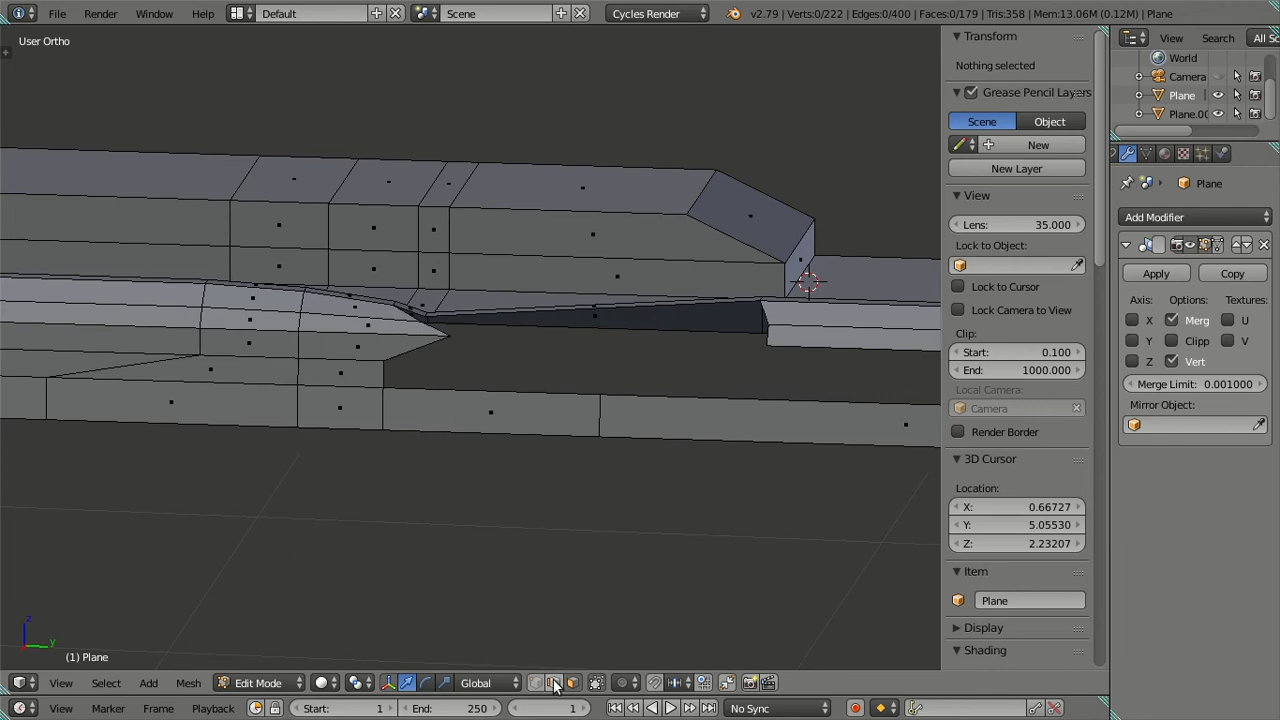 File Render Window Help Default Scene Cycles Render v2.79 | Verts:0/222 | Edges:0/400 | Faces:0/179 | Tris:358 | Mem:13.06M (0.12M) | Plane
User Ortho
Transform
Nothing selected
Grease Pencil Layers
Scene Object
New
New Layer
View
Lens: 35.000
Lock to Object:
Lock to Cursor
Lock Camera to View
Clip:
Start: 0.100
End: 1000.000
Local Camera:
Camera
Render Border
3D Cursor
Location:
X: 0.66727
Y: 5.05530
Z: 2.23207
Item
Plane
Display
Shading
View Search All Sc
World
Camera
Plane
Plane.00
Plane
Add Modifier
Apply Copy
Axis: Options: Textures:
X Merg U
Y Clipp V
Z Vert
Merge Limit: 0.001000
Mirror Object:
z
y
(1) Plane
View Select Add Mesh Edit Mode Global
View Marker Frame Playback Start: 1 End: 250 1 No Sync